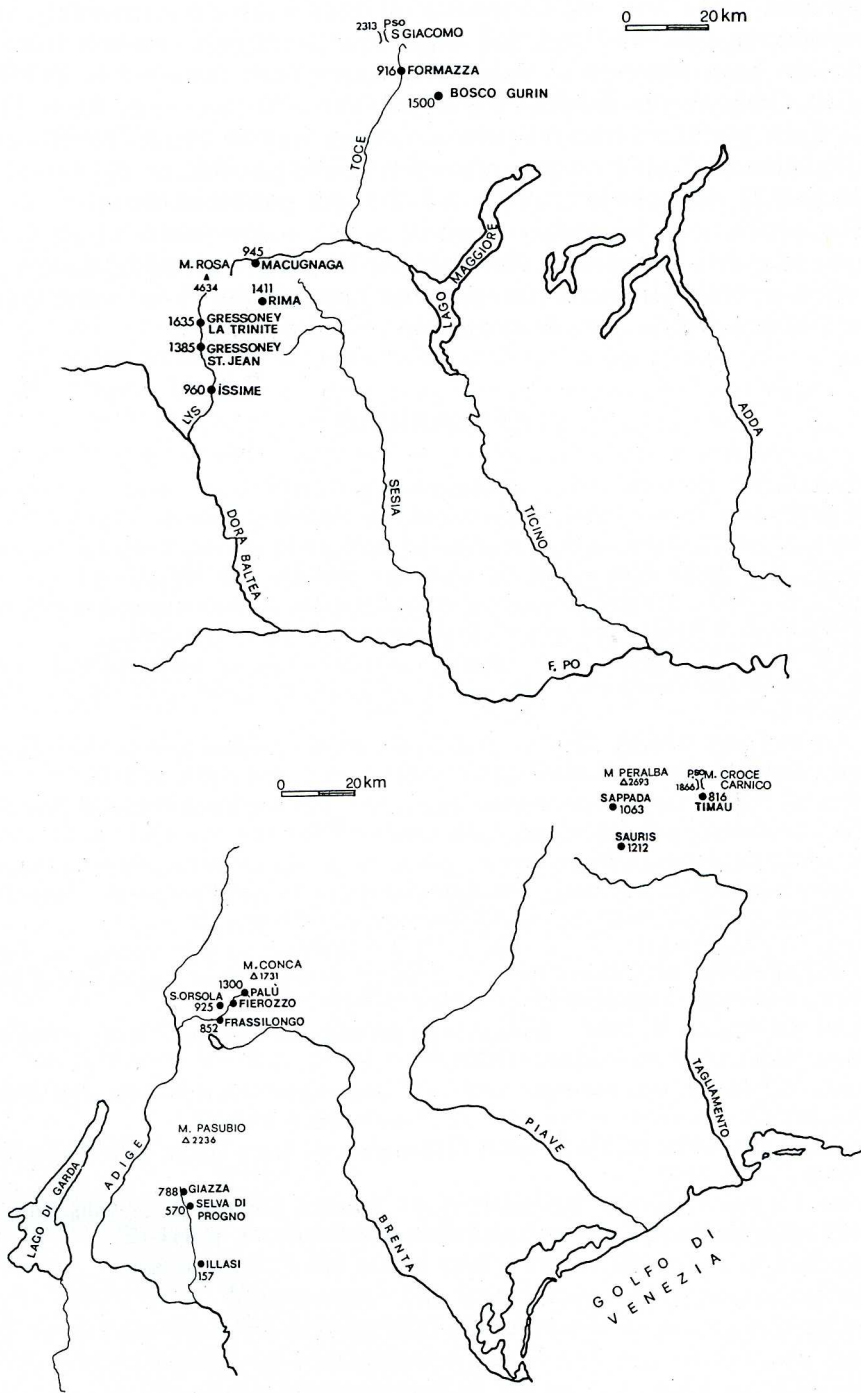 2313 )( PSO
S. GIACOMO
0 20 km
916 FORMAZZA
BOSCO GURIN
1500
TOCE
LAGO MAGGIORE
945
M. ROSA
MACUGNAGA
4634
1411
RIMA
1635 GRESSONEY
LA TRINITE
1385 GRESSONEY
ST. JEAN
960 ÍSSIME
LYS
ADDA
SESIA
DORA
BALTEA
TICINO
F. PO
0 20 km
M PERALBA
△2693
PSO M. CROCE
1866 )( CARNICO
SAPPADA
1063
816
TIMAU
SAURIS
1212
M. CONCA
△1731
1300 PALÙ
S.ORSOLA
925
FIEROZZO
852 FRASSILONGO
M. PASUBIO
△2236
LAGO DI GARDA
ADIGE
788 GIAZZA
570 SELVA DI
PROGNO
ILLASI
157
BRENTA
PIAVE
TAGLIAMENTO
GOLFO DI
VENEZIA